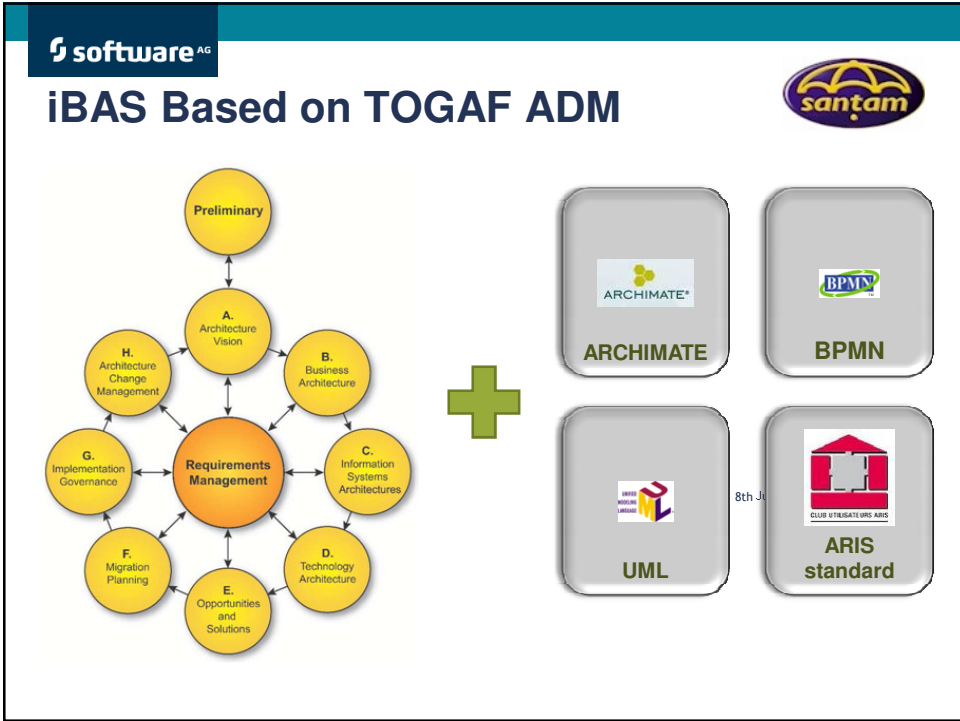 software AG
iBAS Based on TOGAF ADM
santam
Preliminary
A.
Architecture
Vision
B.
Business
Architecture
C.
Information
Systems
Architectures
D.
Technology
Architecture
E.
Opportunities
and
Solutions
F.
Migration
Planning
G.
Implementation
Governance
H.
Architecture
Change
Management
Requirements
Management
ARCHIMATE®
ARCHIMATE
BPMN
BPMN
UNIFIED
MODELING
LANGUAGE
UML
UML
8th
CLUB UTILISATEURS ARIS
ARIS
standard